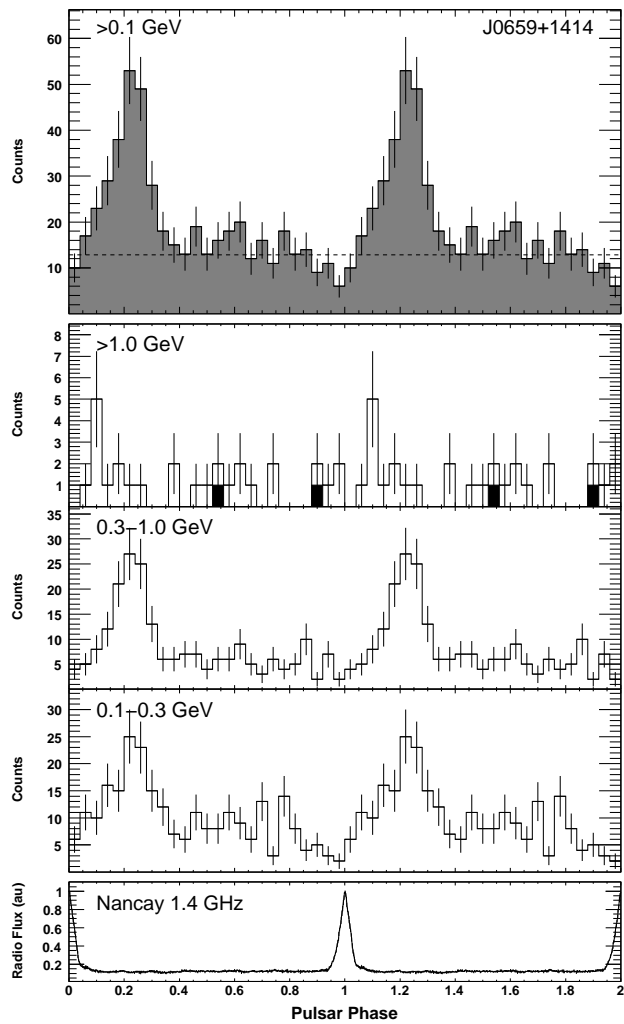 >0.1 GeV J0659+1414
60
50
40
30
20
10
Counts
>1.0 GeV
8
7
6
5
4
3
2
1
Counts
0.3–1.0 GeV
35
30
25
20
15
10
5
Counts
0.1–0.3 GeV
30
25
20
15
10
5
Counts
Nancay 1.4 GHz
1
0.8
0.6
0.4
0.2
Radio Flux (au)
0 0.2 0.4 0.6 0.8 1 1.2 1.4 1.6 1.8 2
Pulsar Phase